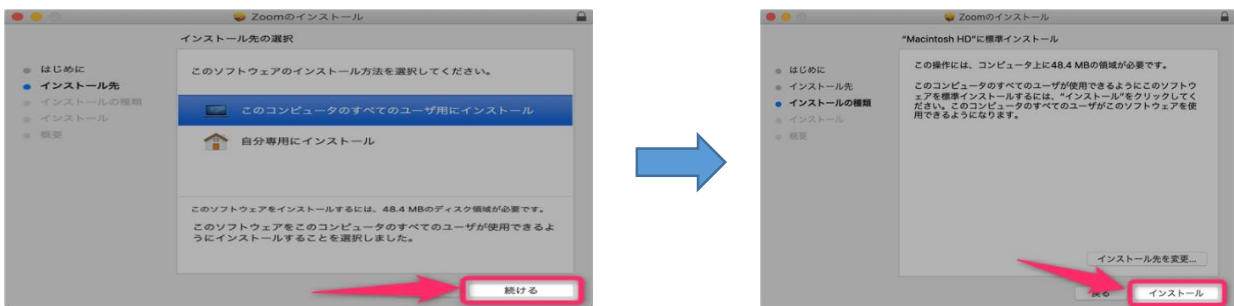 Zoomのインストール
インストール先の選択
はじめに
インストール先
インストールの種類
インストール
概要
このソフトウェアのインストール方法を選択してください。
このコンピュータのすべてのユーザ用にインストール
自分専用にインストール
このソフトウェアをインストールするには、48.4 MBのディスク領域が必要です。
このソフトウェアをこのコンピュータのすべてのユーザが使用できるよ
うにインストールすることを選択しました。
続ける
Zoomのインストール
"Macintosh HD"に標準インストール
はじめに
インストール先
インストールの種類
インストール
概要
この操作には、コンピュータ上に48.4 MBの領域が必要です。
このコンピュータのすべてのユーザが使用できるようにこのソフトウ
ェアを標準インストールするには、"インストール"をクリックしてく
ださい。このコンピュータのすべてのユーザがこのソフトウェアを使
用できるようになります。
インストール先を変更...
戻る
インストール